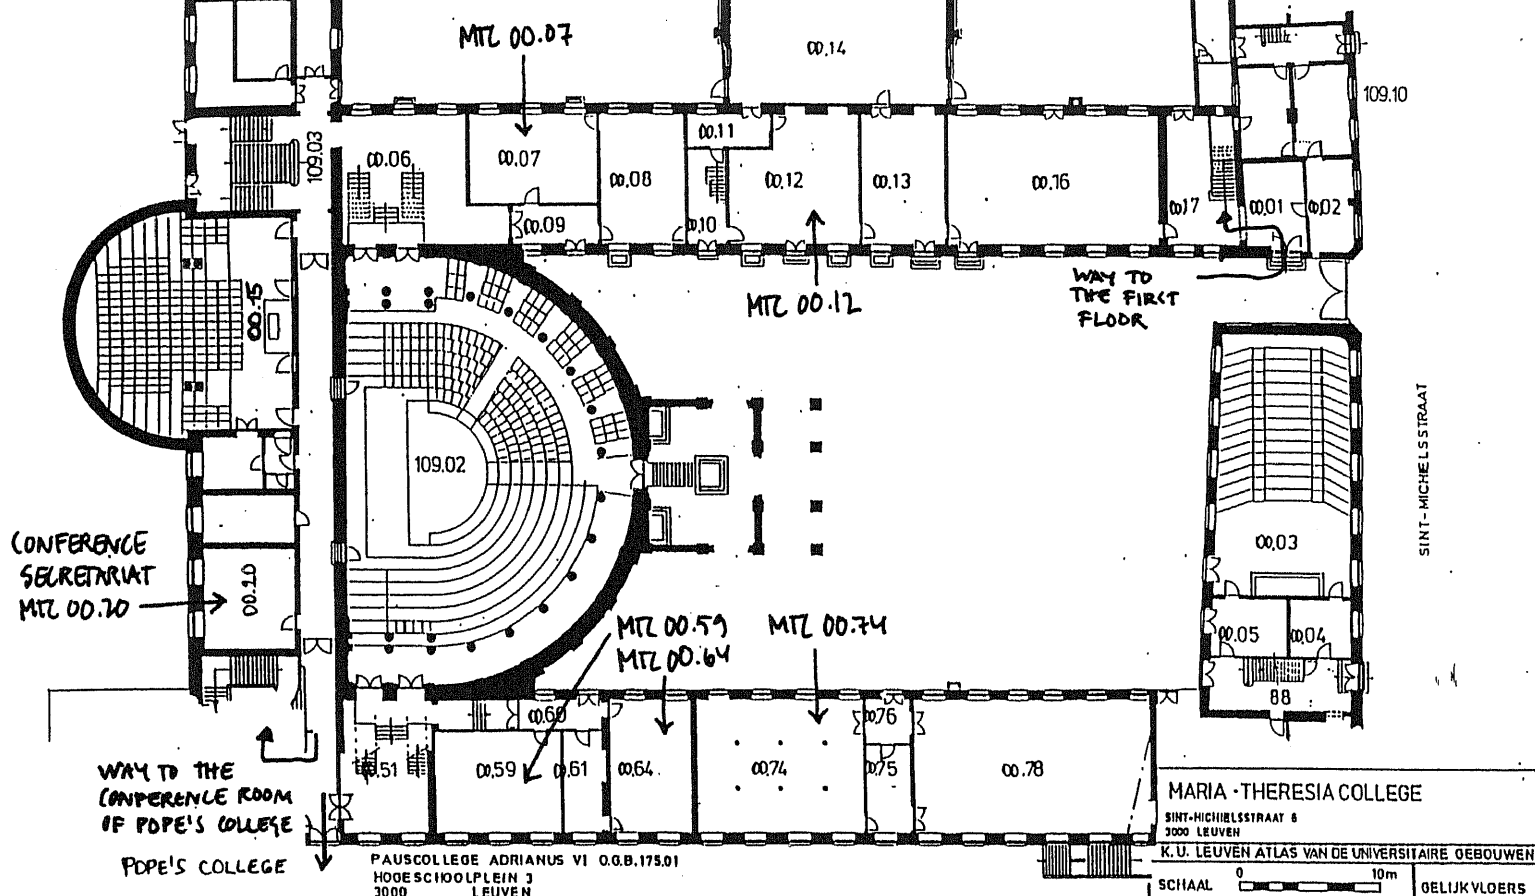 MTC 00.07
00.14
109.10
109.03
00.06
00.07
00.08
00.09
00.10
00.11
00.12
00.13
00.16
00.17
00.01
00.02
00.15
MTC 00.12
WAY TO
THE FIRST
FLOOR
109.02
SINT-MICHIELSSTRAAT
00.03
00.05
00.04
88
CONFERENCE
SECRETARIAT
MTC 00.20
00.20
MTC 00.59
MTC 00.64
MTC 00.74
00.60
00.76
00.59
00.61
00.64
00.74
00.75
00.78
WAY TO THE
CONFERENCE ROOM
OF POPE'S COLLEGE
POPE'S COLLEGE
PAUSCOLLEGE ADRIANUS VI O.G.B.175.01
HOGESCHOOLPLEIN 3
3000 LEUVEN
MARIA-THERESIACOLLEGE
SINT-MICHIELSSTRAAT 6
3000 LEUVEN
K.U. LEUVEN ATLAS VAN DE UNIVERSITAIRE GEBOUWEN
SCHAAL 0 10m GELIJKVLOERS